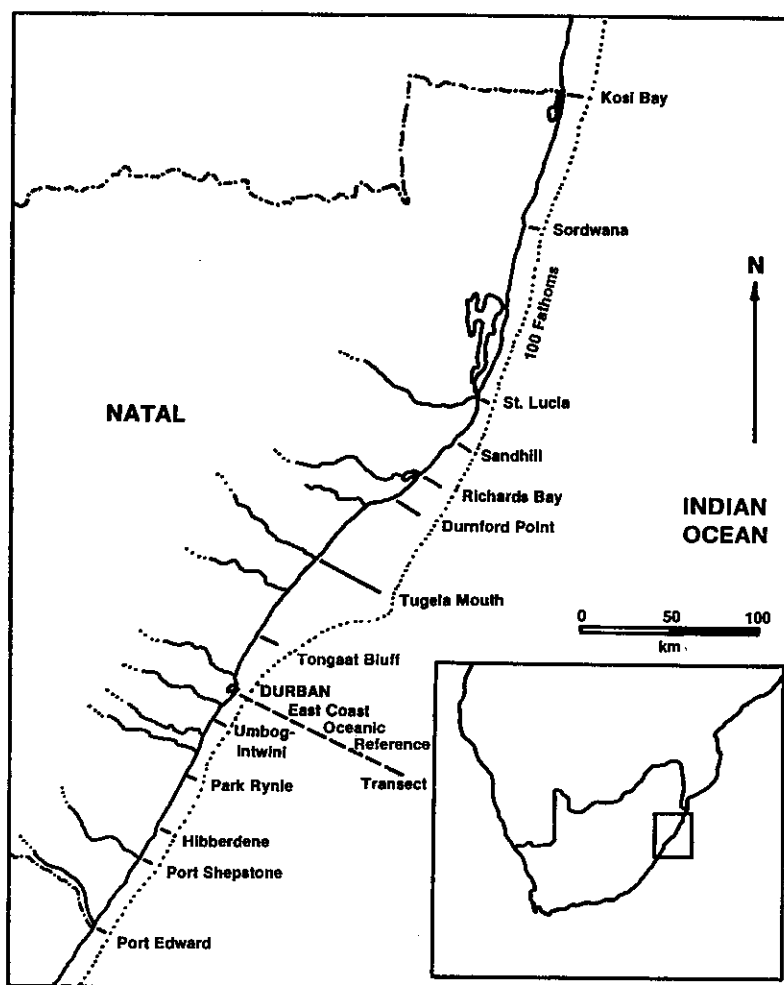 Kosi Bay
Sordwana
N
100 Fathoms
NATAL
St. Lucia
Sandhill
Richards Bay
INDIAN
OCEAN
Durnford Point
Tugela Mouth
0 50 100
km
Tongaat Bluff
DURBAN
East Coast
Oceanic
Reference
Transect
Umbog-
Intwini
Park Rynie
Hibberdene
Port Shepstone
Port Edward